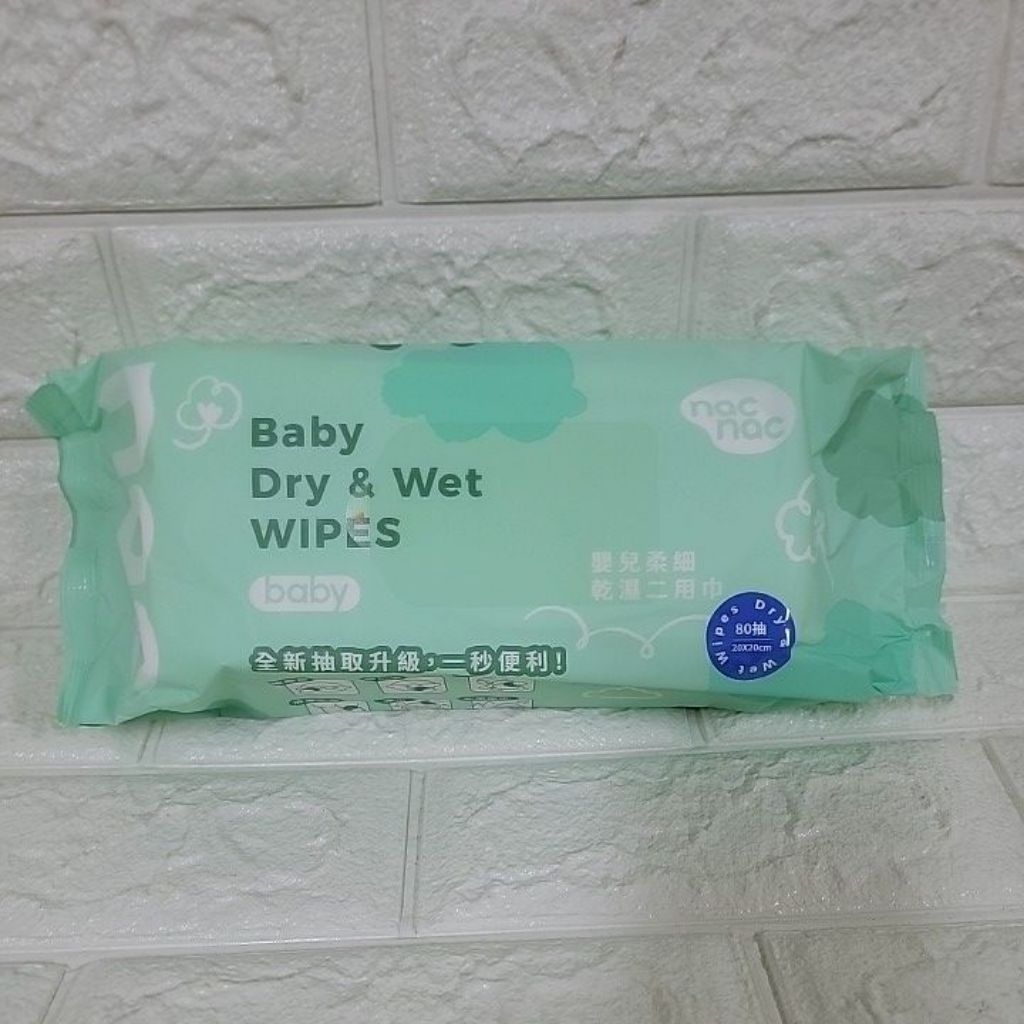 nac
nac
Baby
Dry & Wet
WIPES
baby
嬰兒柔細
乾濕二用巾
Wipes Dry & Wet
80抽
20X20cm
全新抽取升級，一秒便利！